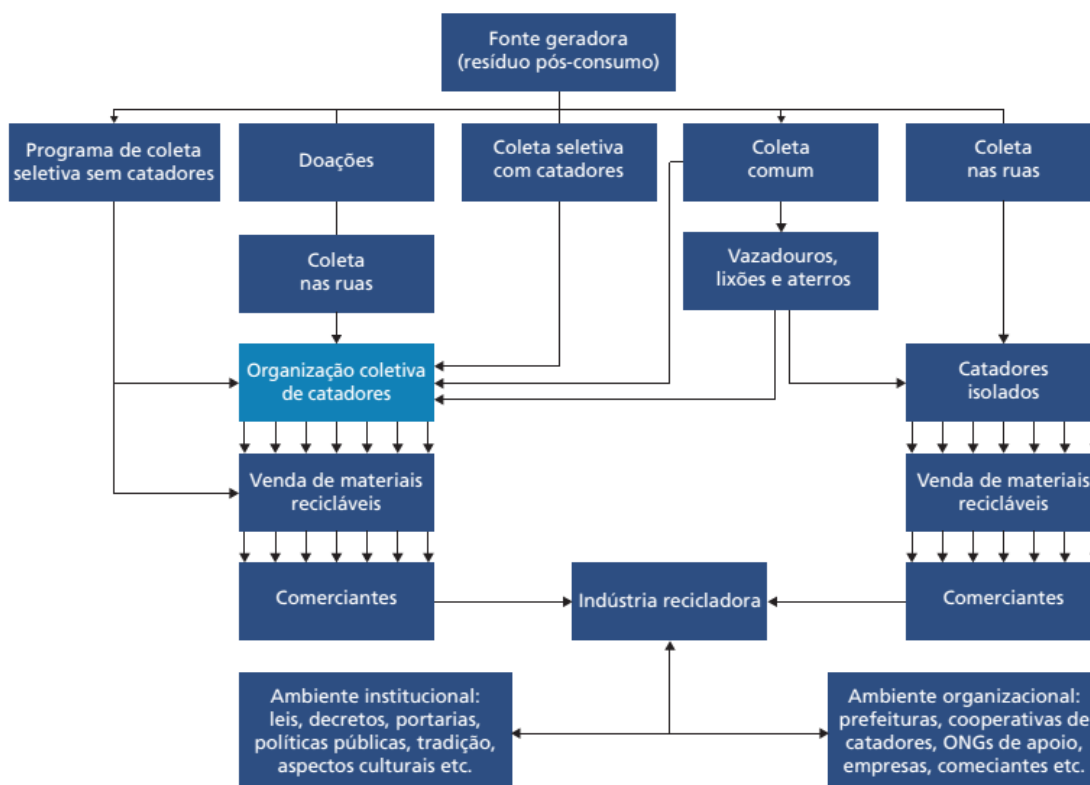 Fonte geradora
(resíduo pós-consumo)
Programa de coleta
seletiva sem catadores
Doações
Coleta seletiva
com catadores
Coleta
comum
Coleta
nas ruas
Coleta
nas ruas
Vazadouros,
lixões e aterros
Organização coletiva
de catadores
Catadores
isolados
Venda de materiais
recicláveis
Venda de materiais
recicláveis
Comerciantes
Indústria recicladora
Comerciantes
Ambiente institucional:
leis, decretos, portarias,
políticas públicas, tradição,
aspectos culturais etc.
Ambiente organizacional:
prefeituras, cooperativas de
catadores, ONGs de apoio,
empresas, comeciantes etc.